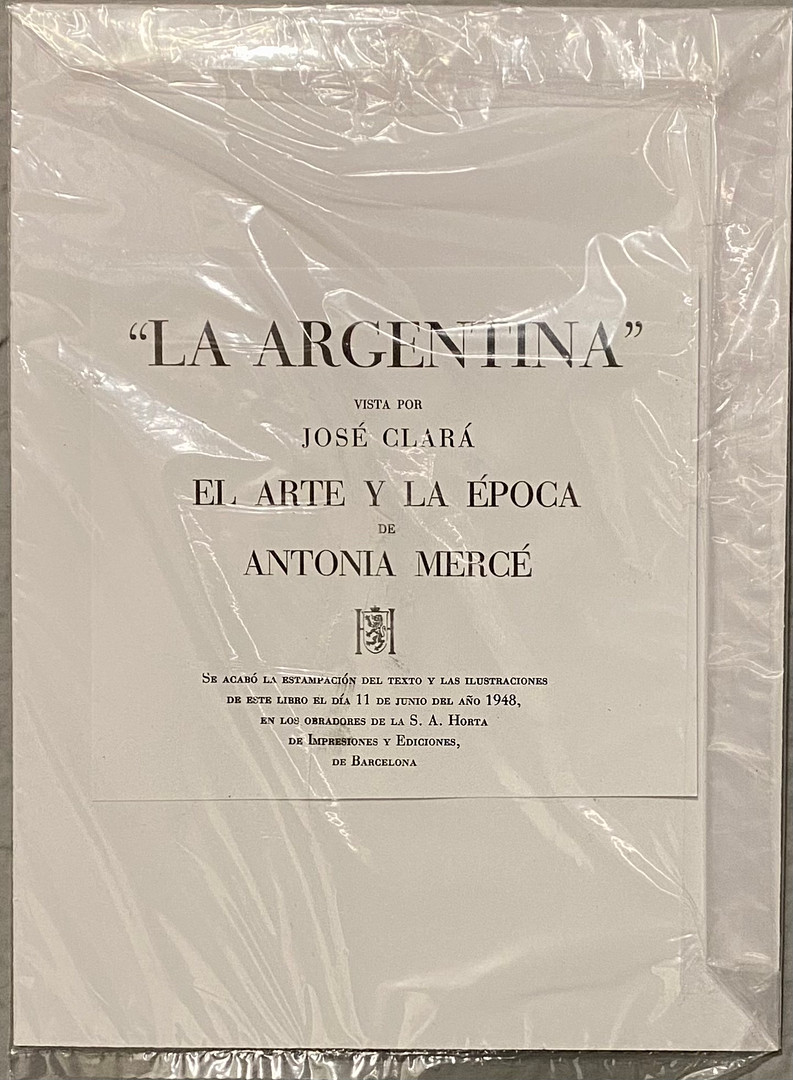 “LA ARGENTINA”
VISTA POR
JOSÉ CLARÁ
EL ARTE Y LA ÉPOCA
DE
ANTONIA MERCÉ
H
Se acabó la estampación del texto y las ilustraciones
de este libro el día 11 de junio del año 1948,
en los obradores de la S. A. Horta
de Impresiones y Ediciones,
de Barcelona